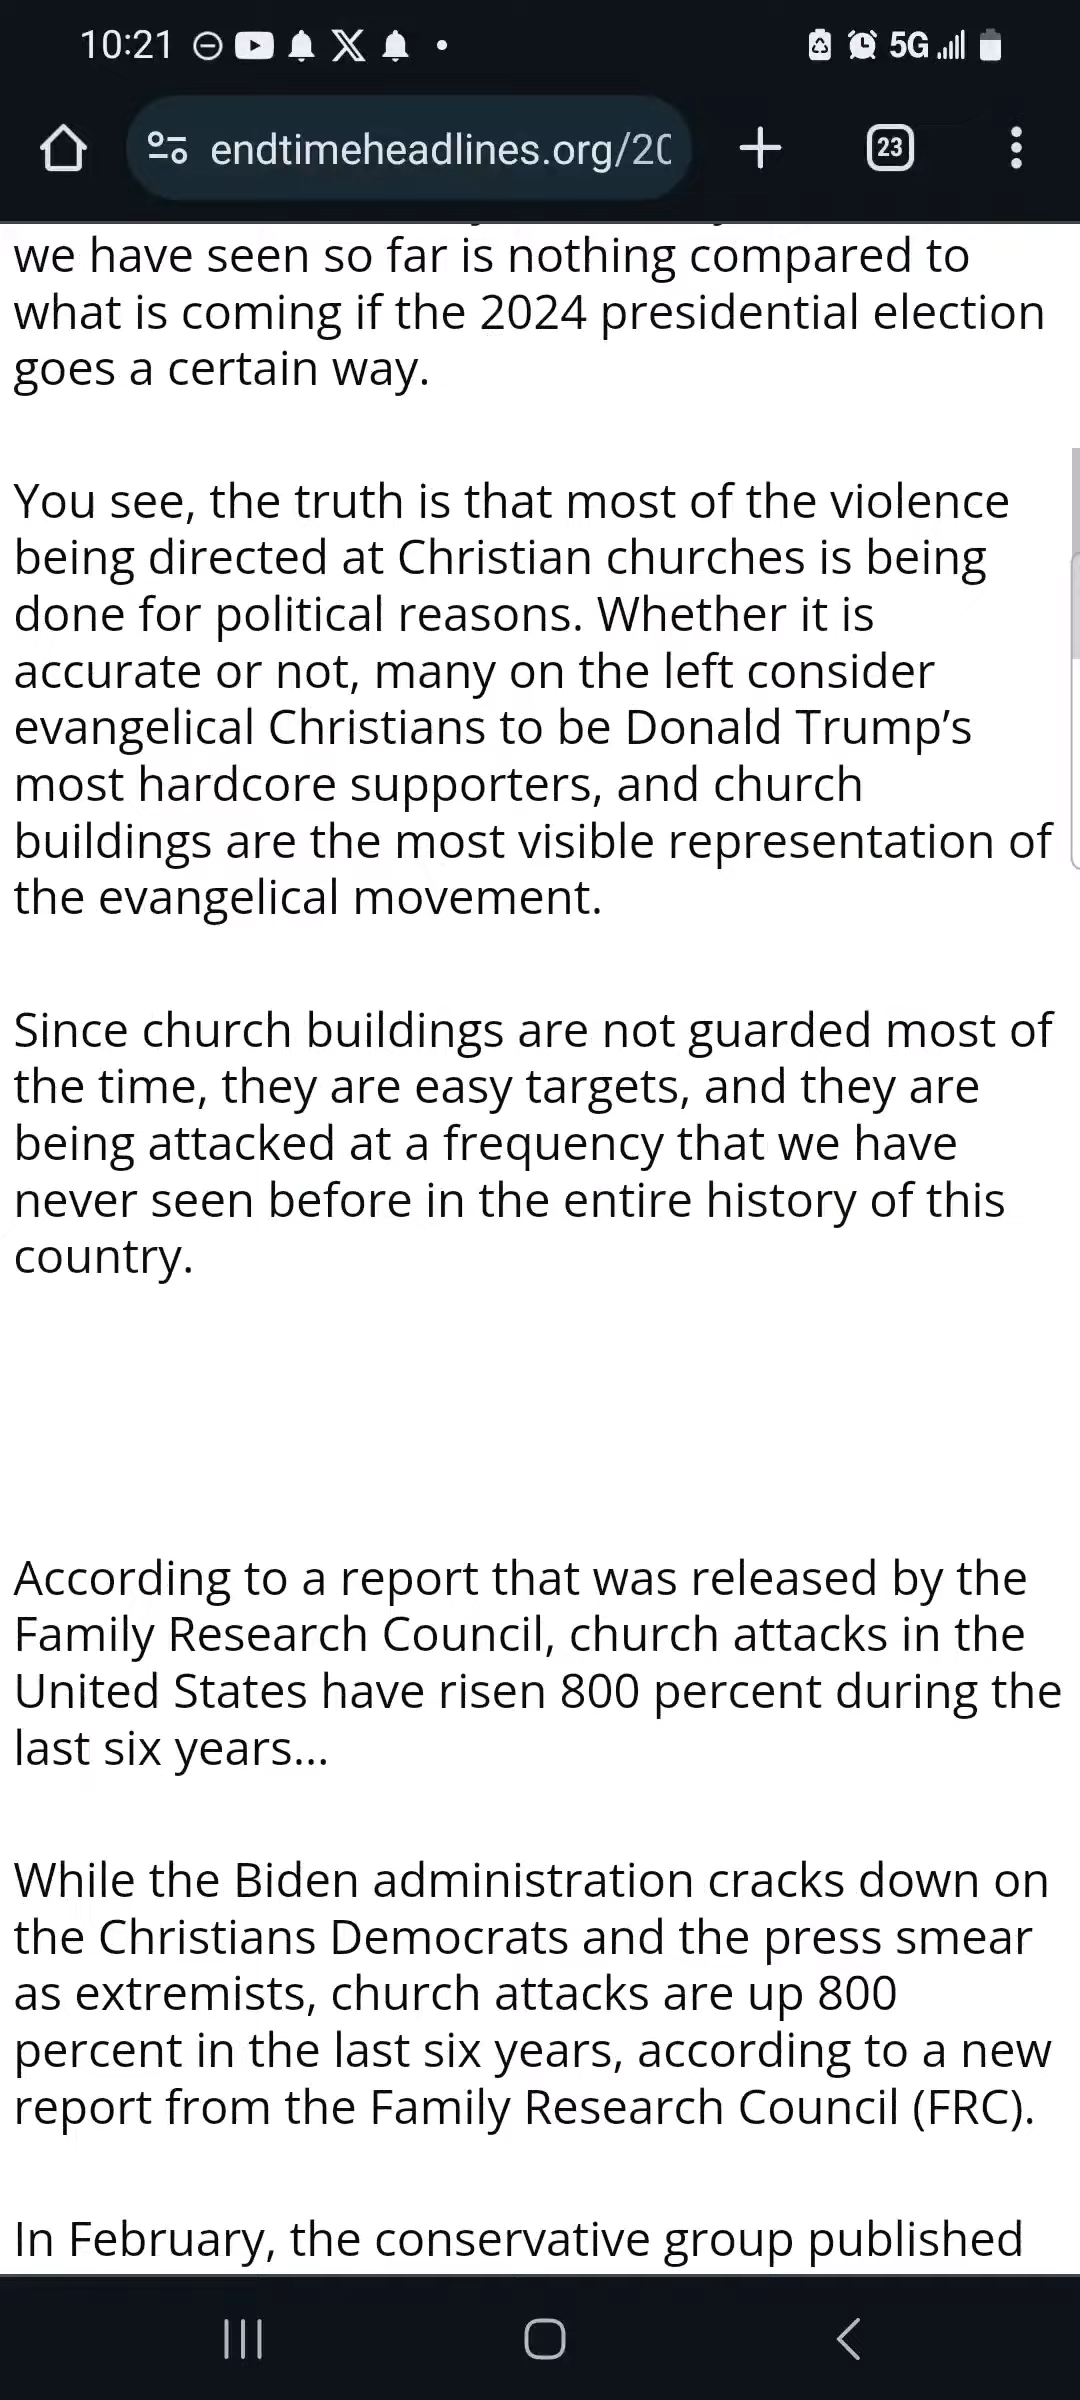 10:21
5G
endtimeheadlines.org/20
23
we have seen so far is nothing compared to
what is coming if the 2024 presidential election
goes a certain way.
You see, the truth is that most of the violence
being directed at Christian churches is being
done for political reasons. Whether it is
accurate or not, many on the left consider
evangelical Christians to be Donald Trump’s
most hardcore supporters, and church
buildings are the most visible representation of
the evangelical movement.
Since church buildings are not guarded most of
the time, they are easy targets, and they are
being attacked at a frequency that we have
never seen before in the entire history of this
country.
According to a report that was released by the
Family Research Council, church attacks in the
United States have risen 800 percent during the
last six years...
While the Biden administration cracks down on
the Christians Democrats and the press smear
as extremists, church attacks are up 800
percent in the last six years, according to a new
report from the Family Research Council (FRC).
In February, the conservative group published